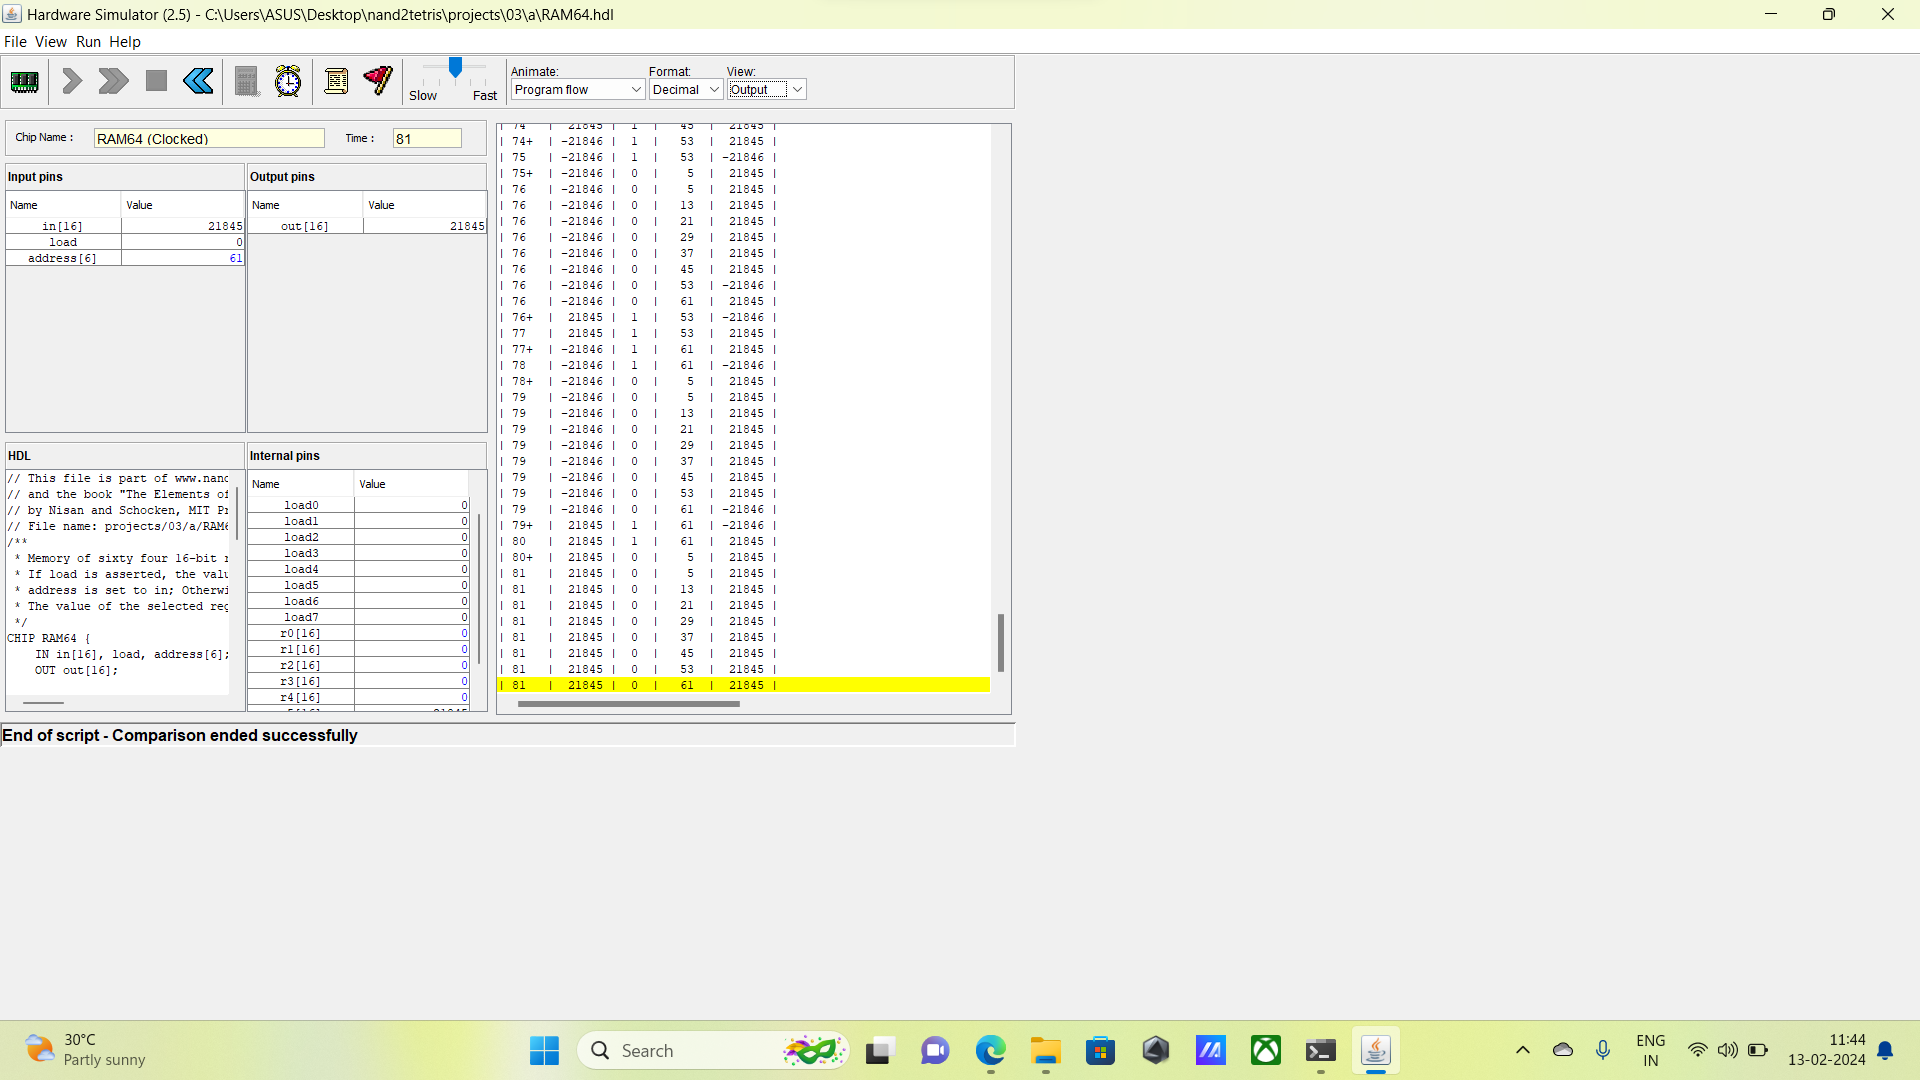 Hardware Simulator (2.5) - C:\Users\ASUS\Desktop\nand2tetris\projects\03\a\RAM64.hdl
File View Run Help
Slow Fast
Animate: Format: View:
Program flow Decimal Output
Chip Name : RAM64 (Clocked) Time : 81
Input pins
Name Value
in[16] 21845
load 0
address[6] 61
Output pins
Name Value
out[16] 21845
HDL
// This file is part of www.nand
// and the book "The Elements of
// by Nisan and Schocken, MIT Pr
// File name: projects/03/a/RAM6
/**
* Memory of sixty four 16-bit r
* If load is asserted, the valu
* address is set to in; Otherwi
* The value of the selected reg
*/
CHIP RAM64 {
IN in[16], load, address[6];
OUT out[16];
Internal pins
Name Value
load0 0
load1 0
load2 0
load3 0
load4 0
load5 0
load6 0
load7 0
r0[16] 0
r1[16] 0
r2[16] 0
r3[16] 0
r4[16] 0
| 74 | 21845 | 1 | 45 | 21845 |
| 74+ | -21846 | 1 | 53 | 21845 |
| 75 | -21846 | 1 | 53 | -21846 |
| 75+ | -21846 | 0 | 5 | 21845 |
| 76 | -21846 | 0 | 5 | 21845 |
| 76 | -21846 | 0 | 13 | 21845 |
| 76 | -21846 | 0 | 21 | 21845 |
| 76 | -21846 | 0 | 29 | 21845 |
| 76 | -21846 | 0 | 37 | 21845 |
| 76 | -21846 | 0 | 45 | 21845 |
| 76 | -21846 | 0 | 53 | -21846 |
| 76 | -21846 | 0 | 61 | 21845 |
| 76+ | 21845 | 1 | 53 | -21846 |
| 77 | 21845 | 1 | 53 | 21845 |
| 77+ | -21846 | 1 | 61 | 21845 |
| 78 | -21846 | 1 | 61 | -21846 |
| 78+ | -21846 | 0 | 5 | 21845 |
| 79 | -21846 | 0 | 5 | 21845 |
| 79 | -21846 | 0 | 13 | 21845 |
| 79 | -21846 | 0 | 21 | 21845 |
| 79 | -21846 | 0 | 29 | 21845 |
| 79 | -21846 | 0 | 37 | 21845 |
| 79 | -21846 | 0 | 45 | 21845 |
| 79 | -21846 | 0 | 53 | 21845 |
| 79 | -21846 | 0 | 61 | -21846 |
| 79+ | 21845 | 1 | 61 | -21846 |
| 80 | 21845 | 1 | 61 | 21845 |
| 80+ | 21845 | 0 | 5 | 21845 |
| 81 | 21845 | 0 | 5 | 21845 |
| 81 | 21845 | 0 | 13 | 21845 |
| 81 | 21845 | 0 | 21 | 21845 |
| 81 | 21845 | 0 | 29 | 21845 |
| 81 | 21845 | 0 | 37 | 21845 |
| 81 | 21845 | 0 | 45 | 21845 |
| 81 | 21845 | 0 | 53 | 21845 |
| 81 | 21845 | 0 | 61 | 21845 |
End of script - Comparison ended successfully
30°C
Partly sunny
Search
ENG
IN
11:44
13-02-2024